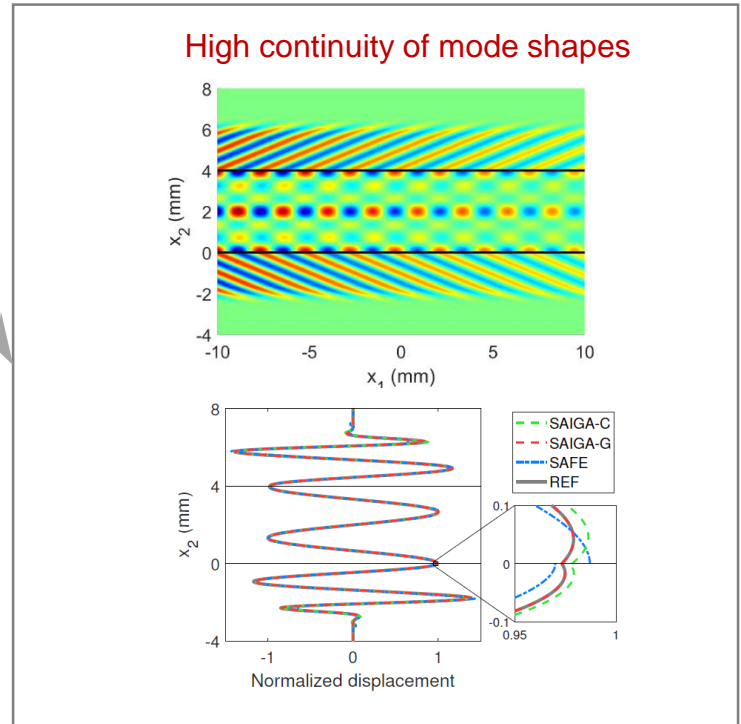 High continuity of mode shapes
8
6
4
2
0
-2
-4
x2 (mm)
-10 -5 0 5 10
x1 (mm)
8
4
0
-4
x2 (mm)
-1 0 1
Normalized displacement
SAIGA-C
SAIGA-G
SAFE
REF
0.1
0
-0.1
0.95 1